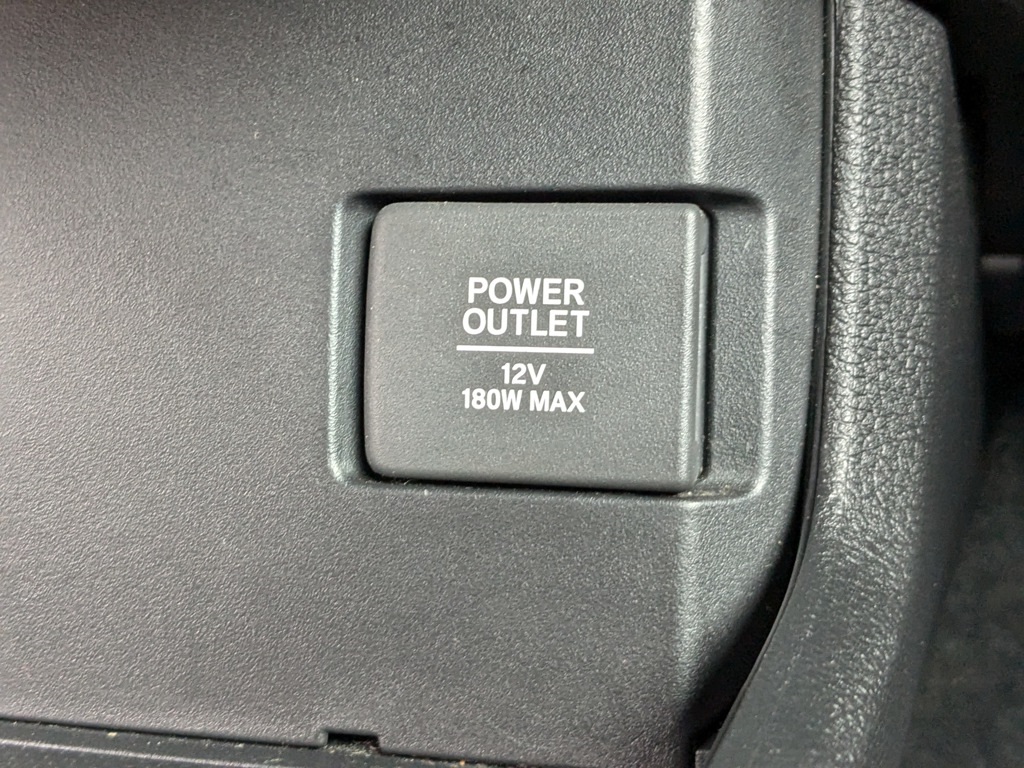 POWER
OUTLET
12V
180W MAX